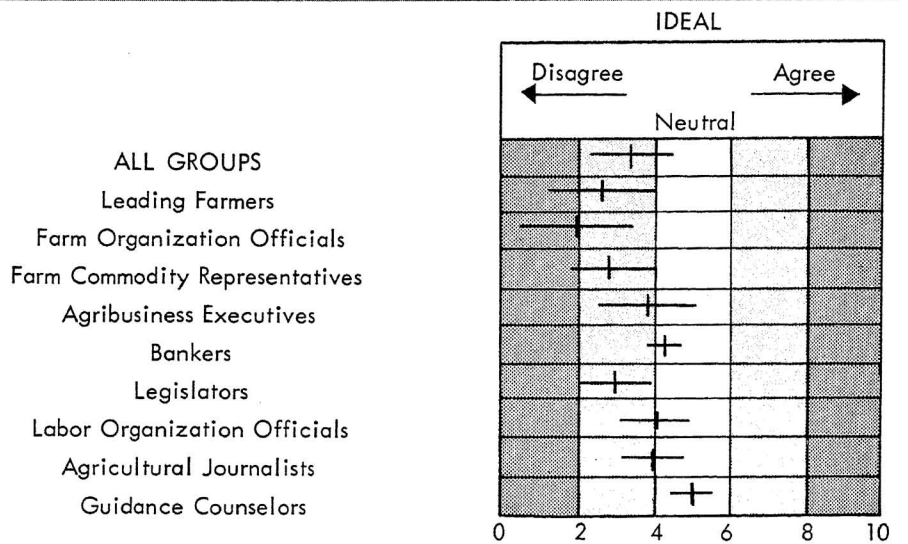 IDEAL
Disagree Agree
Neutral
ALL GROUPS
Leading Farmers
Farm Organization Officials
Farm Commodity Representatives
Agribusiness Executives
Bankers
Legislators
Labor Organization Officials
Agricultural Journalists
Guidance Counselors
0 2 4 6 8 10